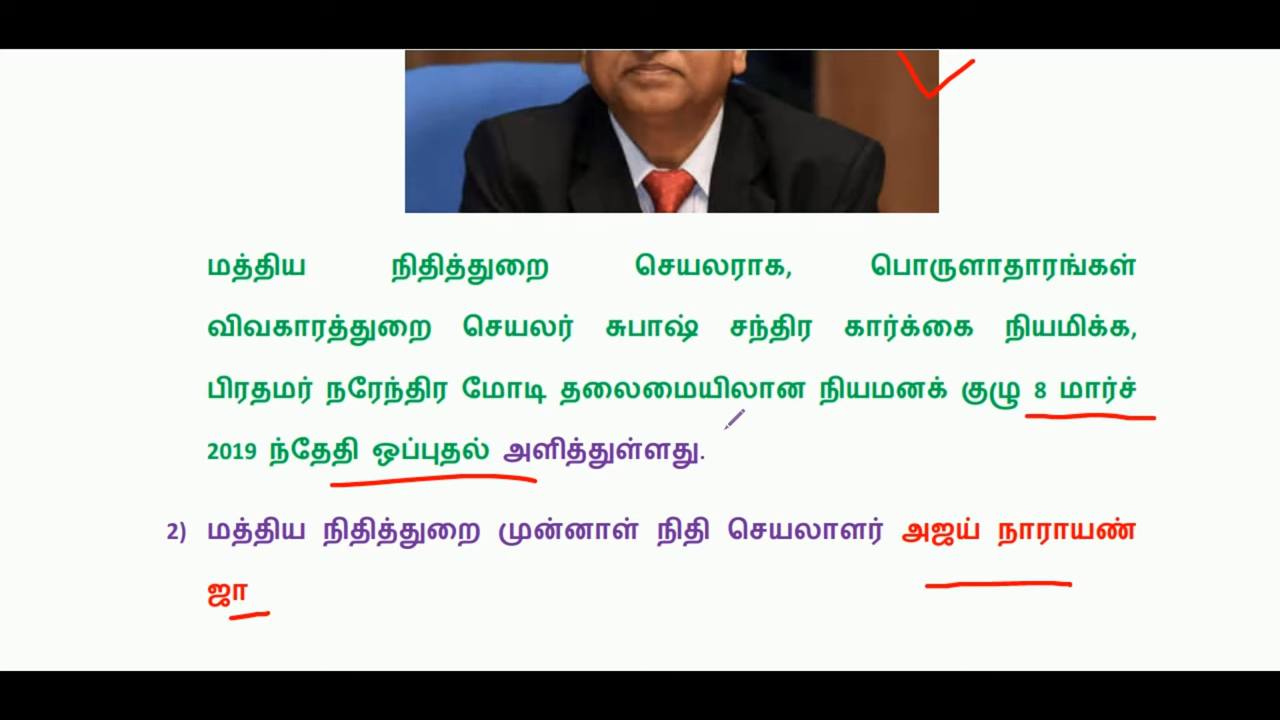 மத்திய நிதித்துறை செயலராக, பொருளாதாரங்கள்
விவகாரத்துறை செயலர் சுபாஷ் சந்திர கார்க்கை நியமிக்க,
பிரதமர் நரேந்திர மோடி தலைமையிலான நியமனக் குழு 8 மார்ச்
2019 ந்தேதி ஒப்புதல் அளித்துள்ளது.
2) மத்திய நிதித்துறை முன்னாள் நிதி செயலாளர் அஜய் நாராயண்
ஜா